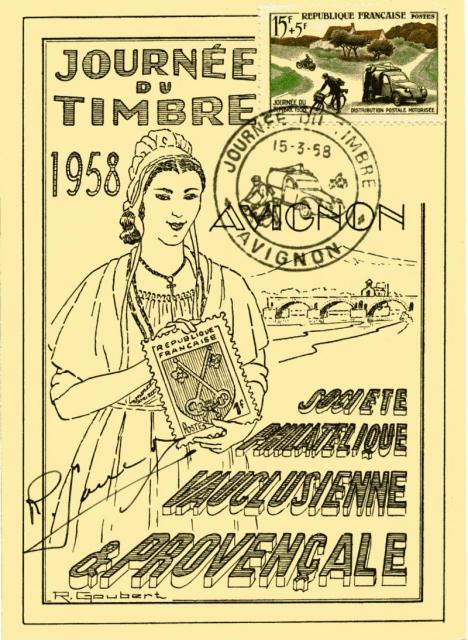 JOURNÉE
DU
TIMBRE
1958
15F+5F
REPUBLIQUE FRANÇAISE POSTES
JOURNÉE DU
TIMBRE 1958
DISTRIBUTION POSTALE MOTORISÉE
JOURNÉE DU TIMBRE
15-3-58
AVIGNON
AVIGNON
REPUBLIQUE
FRANÇAISE
POSTES
1F
SOCIETE
PHILATELIQUE
VAUCLUSIENNE
& PROVENÇALE
R. Goubert